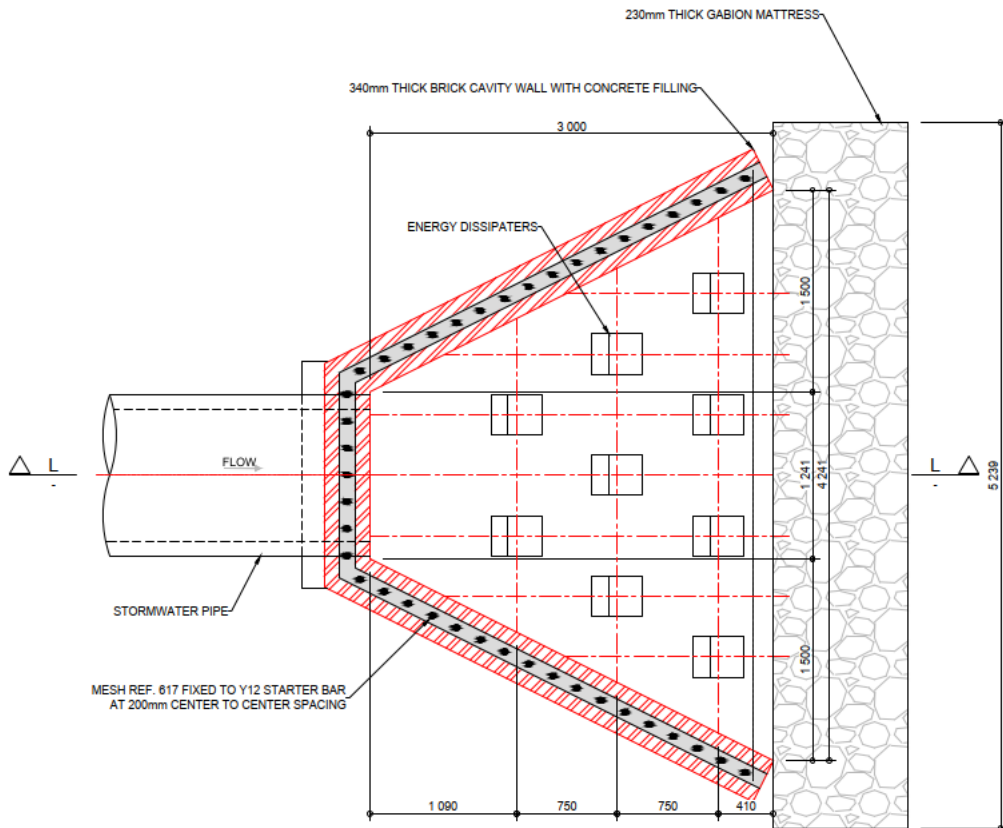 230mm THICK GABION MATTRESS
340mm THICK BRICK CAVITY WALL WITH CONCRETE FILLING
3 000
ENERGY DISSIPATERS
1 500
FLOW
L
-
1 241
4 241
L
-
5 239
STORMWATER PIPE
1 500
MESH REF. 617 FIXED TO Y12 STARTER BAR
AT 200mm CENTER TO CENTER SPACING
1 090
750
750
410